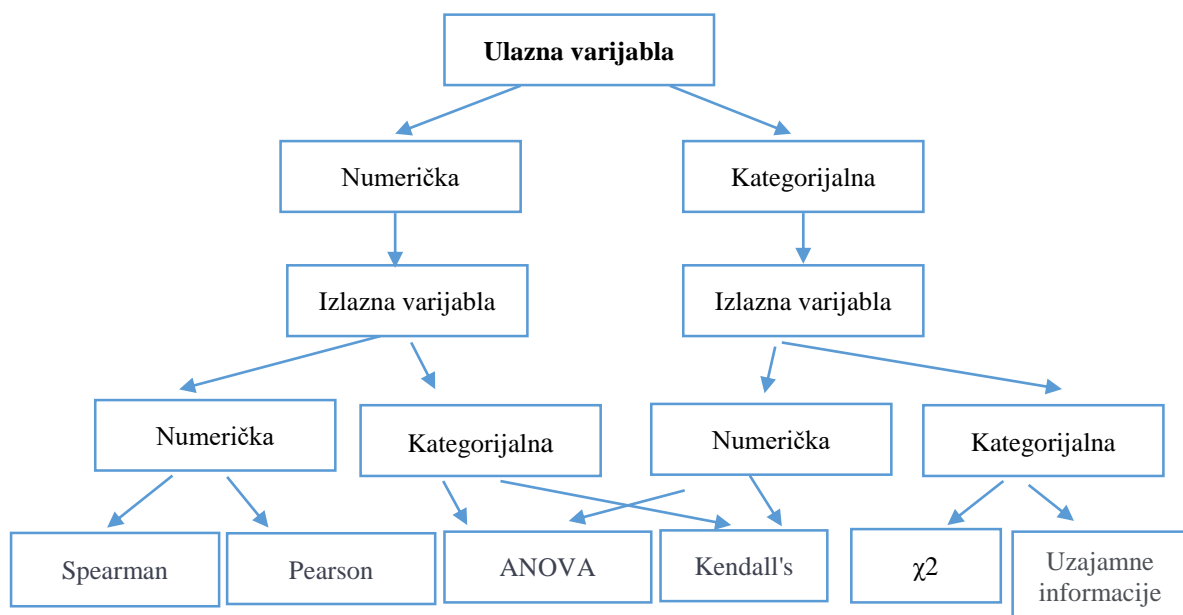 Ulazna varijabla
Numerička
Kategorijalna
Izlazna varijabla
Izlazna varijabla
Numerička
Kategorijalna
Numerička
Kategorijalna
Spearman
Pearson
ANOVA
Kendall's
χ2
Uzajamne
informacije